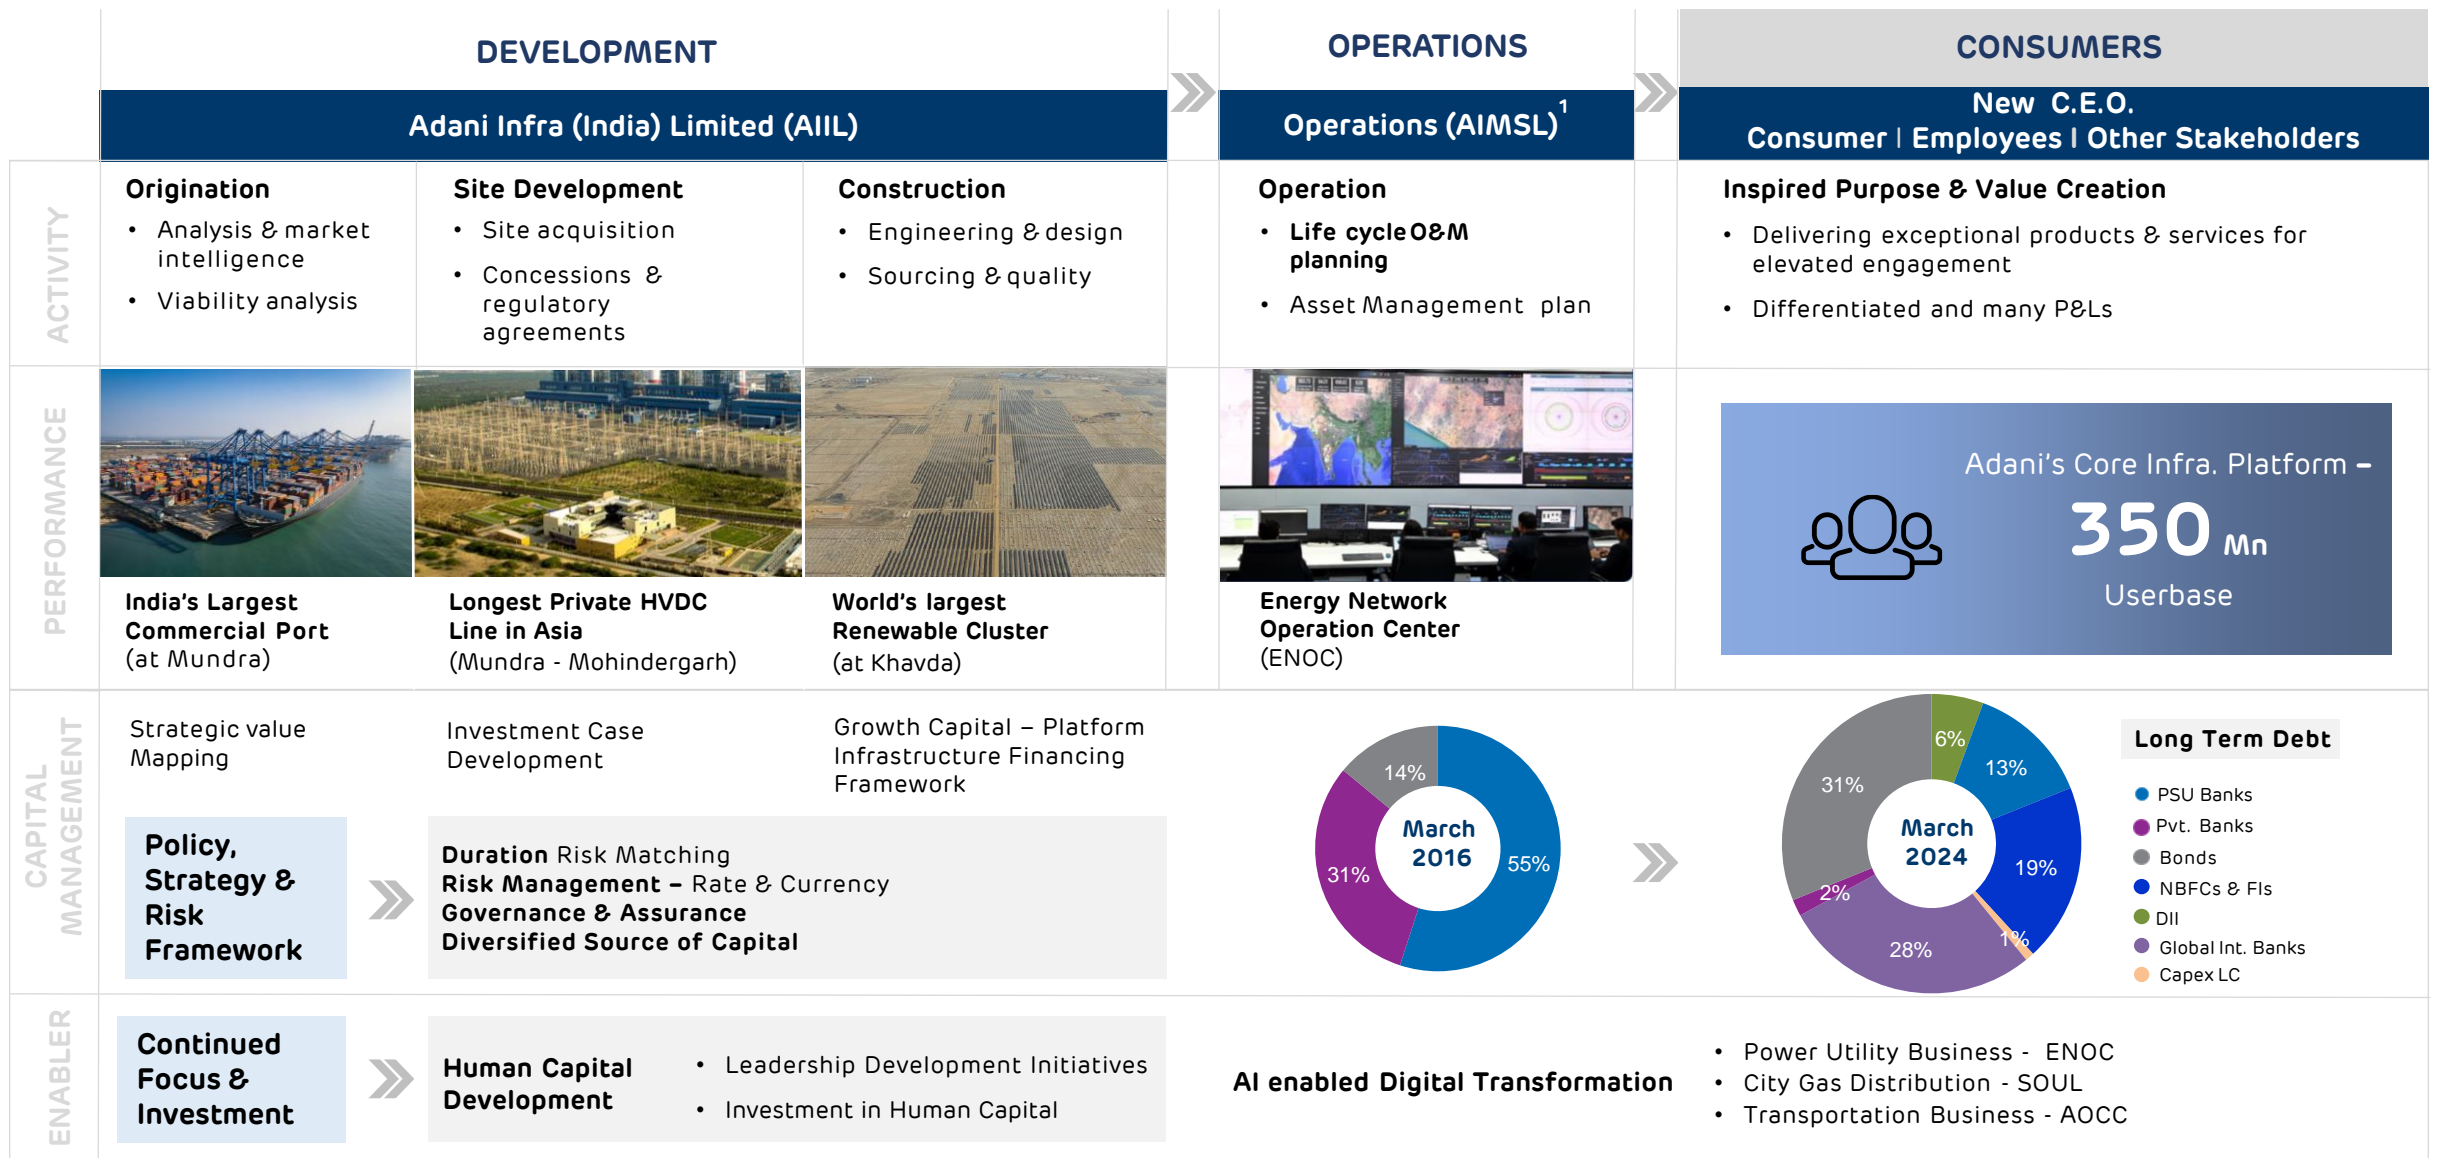 DEVELOPMENT
OPERATIONS
CONSUMERS
Adani Infra (India) Limited (AIIL)
Operations (AIMSL)1
New C.E.O.
Consumer | Employees | Other Stakeholders
ACTIVITY
Origination
• Analysis & market
intelligence
• Viability analysis
Site Development
• Site acquisition
• Concessions &
regulatory
agreements
Construction
• Engineering & design
• Sourcing & quality
Operation
• Life cycle O&M
planning
• Asset Management plan
Inspired Purpose & Value Creation
• Delivering exceptional products & services for
elevated engagement
• Differentiated and many P&Ls
PERFORMANCE
India's Largest
Commercial Port
(at Mundra)
Longest Private HVDC
Line in Asia
(Mundra - Mohindergarh)
World's largest
Renewable Cluster
(at Khavda)
Energy Network
Operation Center
(ENOC)
Adani's Core Infra. Platform –
350 Mn
Userbase
CAPITAL
MANAGEMENT
Strategic value
Mapping
Investment Case
Development
Growth Capital – Platform
Infrastructure Financing
Framework
Policy,
Strategy &
Risk
Framework
Duration Risk Matching
Risk Management – Rate & Currency
Governance & Assurance
Diversified Source of Capital
14%
31%
55%
March
2016
6%
13%
31%
19%
2%
28%
1%
March
2024
Long Term Debt
PSU Banks
Pvt. Banks
Bonds
NBFCs & FIs
DII
Global Int. Banks
Capex LC
ENABLER
Continued
Focus &
Investment
Human Capital
Development
• Leadership Development Initiatives
• Investment in Human Capital
AI enabled Digital Transformation
• Power Utility Business - ENOC
• City Gas Distribution - SOUL
• Transportation Business - AOCC